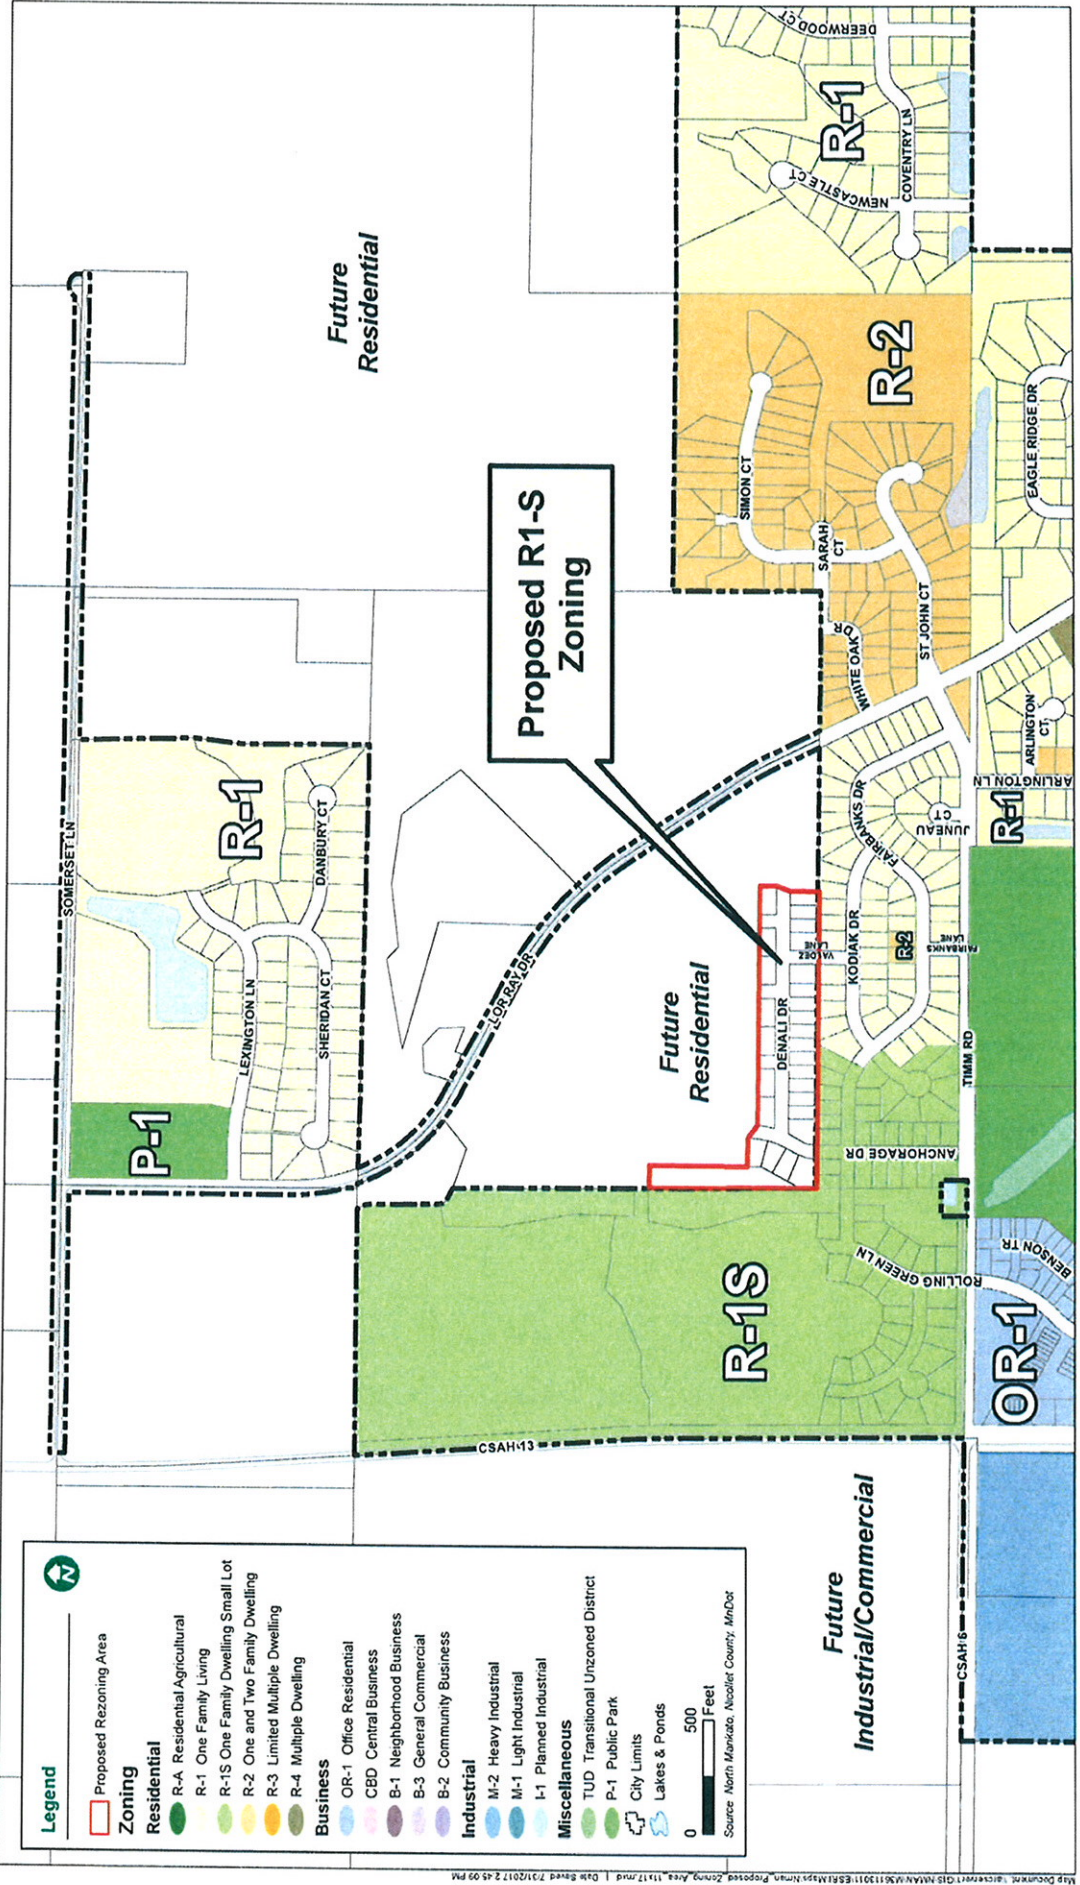 Legend
N
Proposed Rezoning Area
Zoning
Residential
R-A Residential Agricultural
R-1 One Family Living
R-1S One Family Dwelling Small Lot
R-2 One and Two Family Dwelling
R-3 Limited Multiple Dwelling
R-4 Multiple Dwelling
Business
OR-1 Office Residential
CBD Central Business
B-1 Neighborhood Business
B-3 General Commercial
B-2 Community Business
Industrial
M-2 Heavy Industrial
M-1 Light Industrial
I-1 Planned Industrial
Miscellaneous
TUD Transitional Unzoned District
P-1 Public Park
City Limits
Lakes & Ponds
0 500
Feet
Source North Mankato, Nicollet County, MnDot
SOMERSET LN
P-1
R-1
LEXINGTON LN
SHERIDAN CT
DANBURY CT
Future
Residential
LOR RAY DR
Proposed R1-S
Zoning
Future
Residential
CSAH 13
R-1S
DENALI DR
VALDEZ
LANE
Future
Industrial/Commercial
CSAH 6
ROLLING GREEN LN
ANCHORAGE DR
KODIAK DR
FAIRBANKS DR
R-2
FAIRBANKS
LANE
JUNEAU
CT
TIMM RD
WHITE OAK
DR
SARAH
CT
SIMON CT
ST JOHN CT
R-2
R-1
NEWCASTLE CT
COVENTRY LN
DEERWOOD CT
OR-1
BENSON TR
R-1
ARLINGTON LN
ARLINGTON
CT
EAGLE RIDGE DR